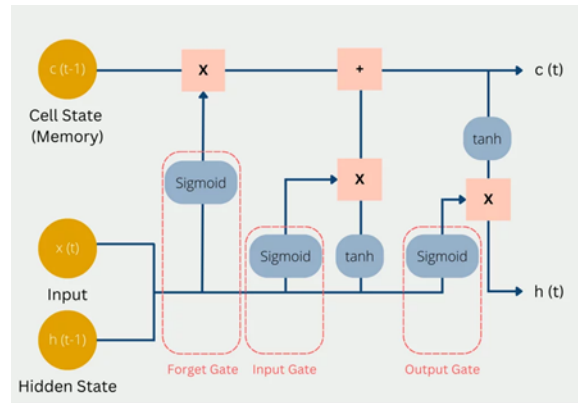 c (t-1)
X
+
c (t)
Cell State
(Memory)
tanh
Sigmoid
X
X
x (t)
Sigmoid
tanh
Sigmoid
Input
h (t)
h (t-1)
Forget Gate
Input Gate
Output Gate
Hidden State